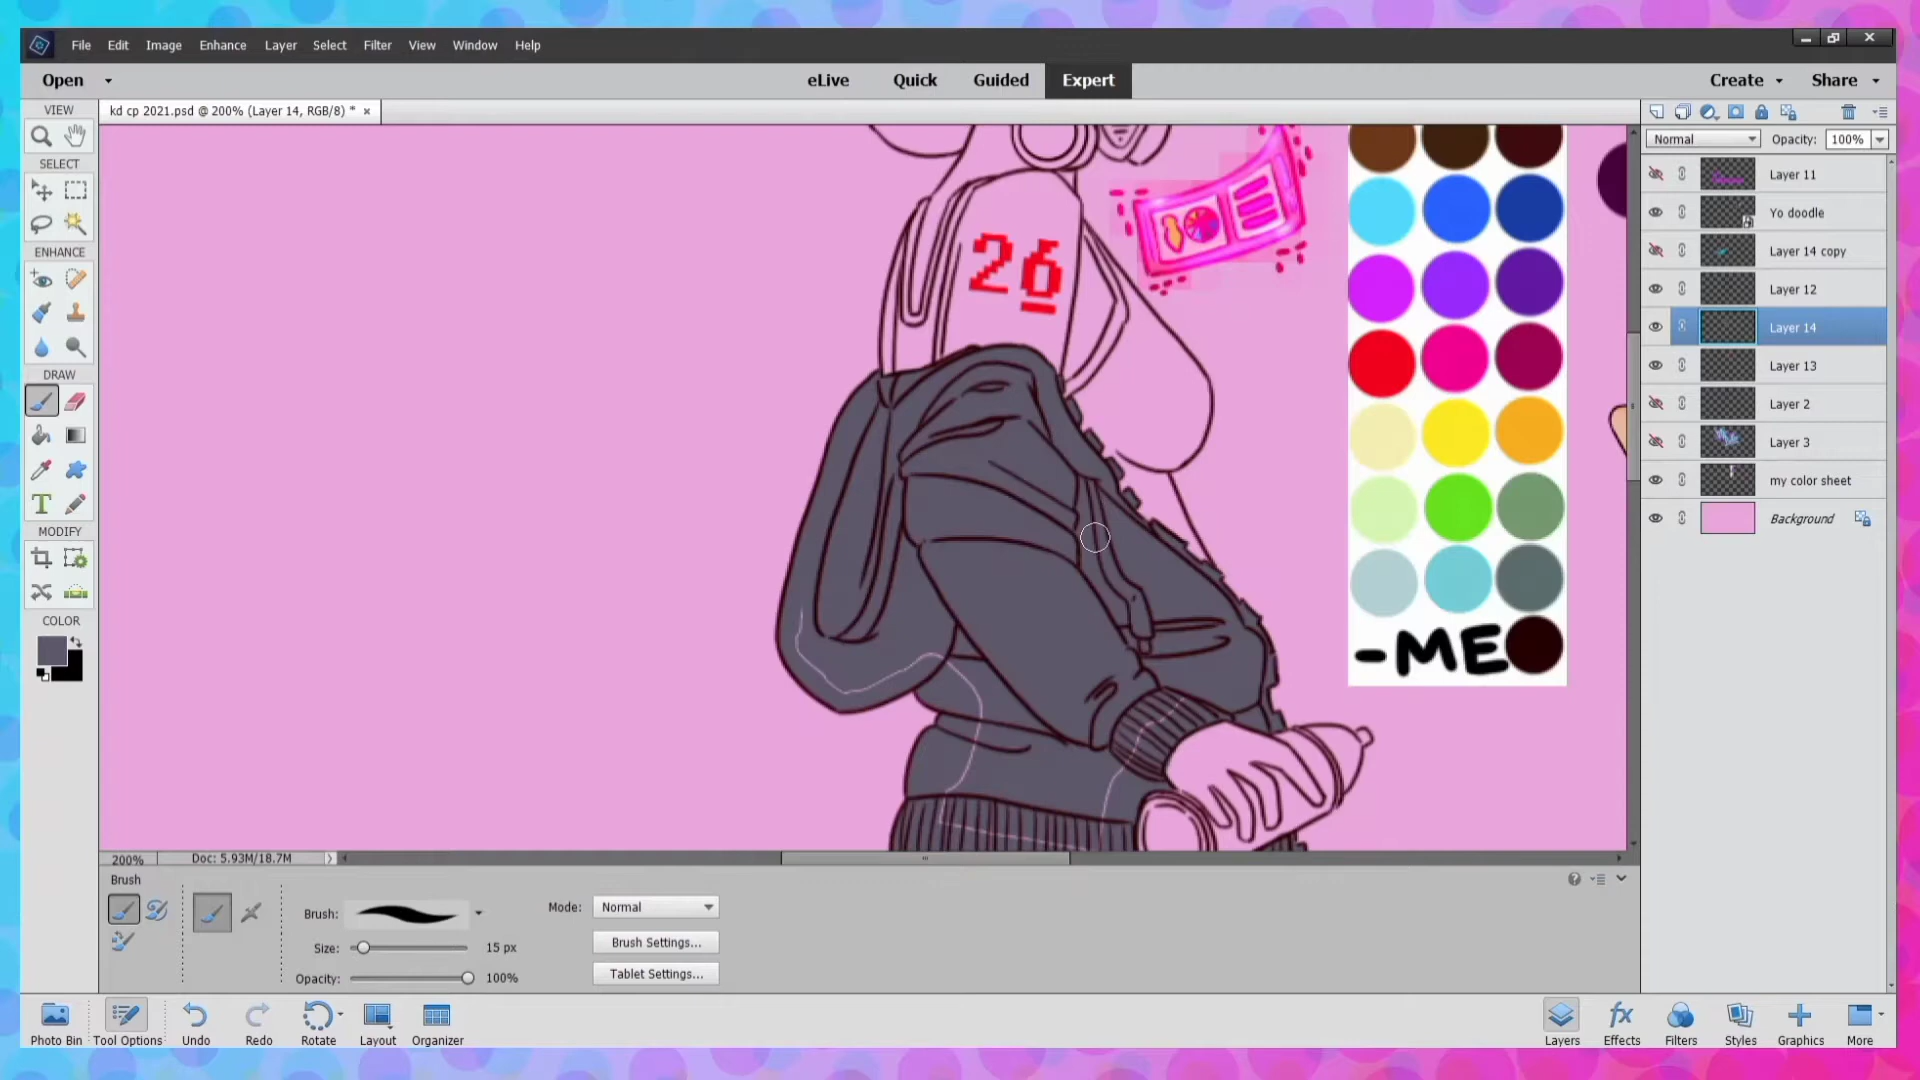 File Edit Image Enhance Layer Select Filter View Window Help
Open eLive Quick Guided Expert Create Share
VIEW
kd cp 2021.psd @ 200% (Layer 14, RGB/8) * ×
Normal Opacity: 100%
SELECT
Layer 11
Yo doodle
ENHANCE
Layer 14 copy
26
Layer 12
Layer 14
DRAW
Layer 13
Layer 2
Layer 3
my color sheet
T
MODIFY
Background
COLOR
-ME
200% Doc: 5.93M/18.7M
Brush
Brush: Mode: Normal
Size: 15 px Brush Settings...
Opacity: 100% Tablet Settings...
fx
Photo Bin Tool Options Undo Redo Rotate Layout Organizer Layers Effects Filters Styles Graphics More